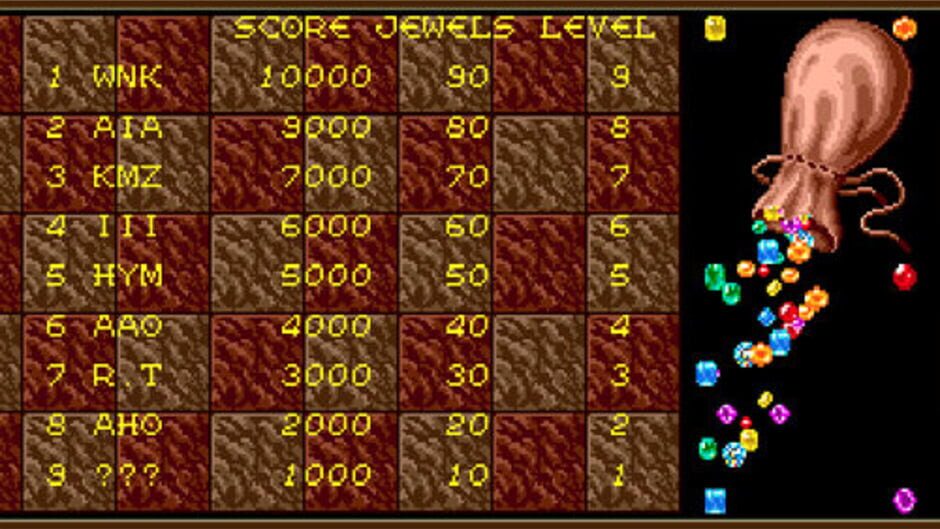 SCORE JEWELS LEVEL
1 WNK 10000 90 9
2 AIA 9000 80 8
3 KMZ 7000 70 7
4 III 6000 60 6
5 HYM 5000 50 5
6 AAO 4000 40 4
7 R.T 3000 30 3
8 AHO 2000 20 2
9 ??? 1000 10 1